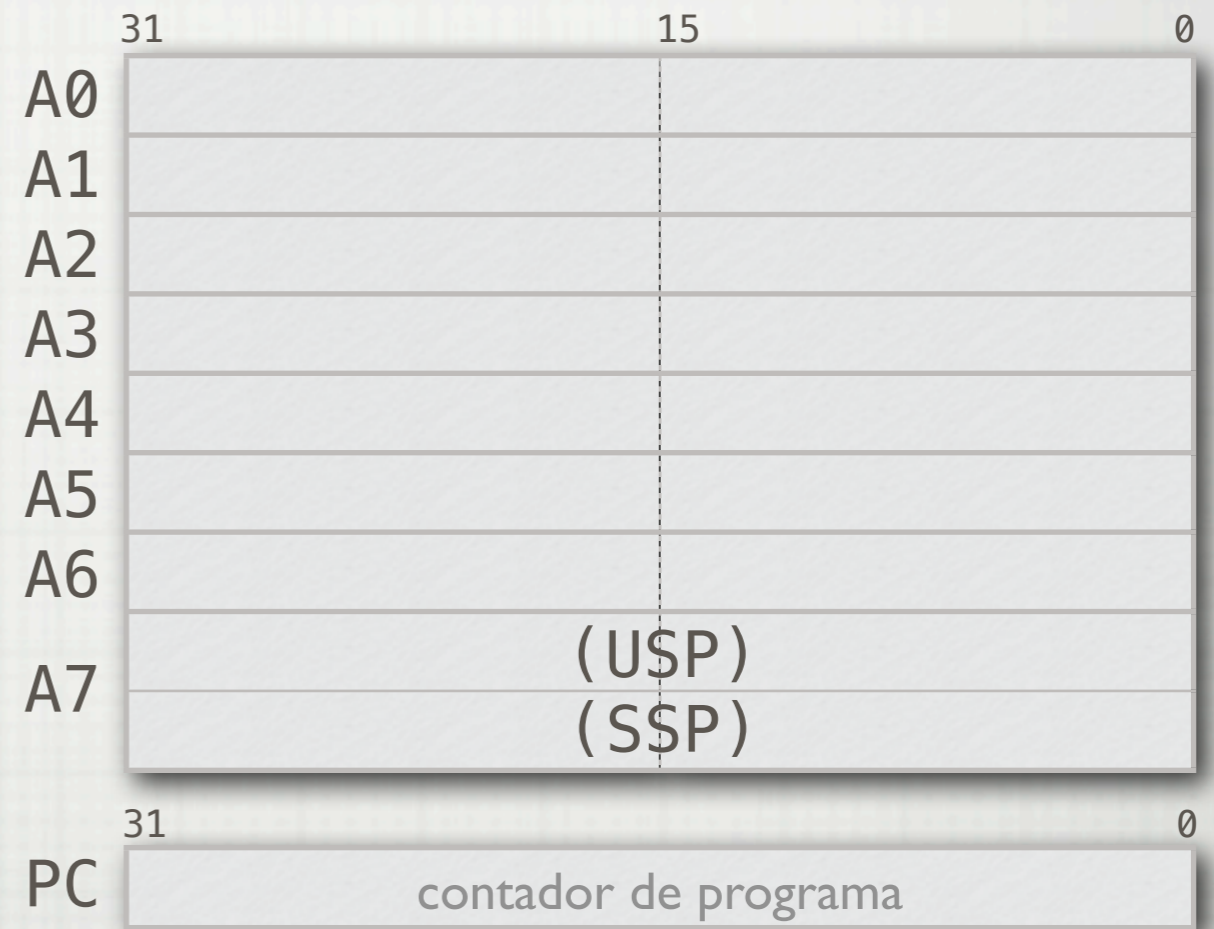 31 15 0
A0
A1
A2
A3
A4
A5
A6
(USP)
A7
(SSP)
31 0
PC contador de programa